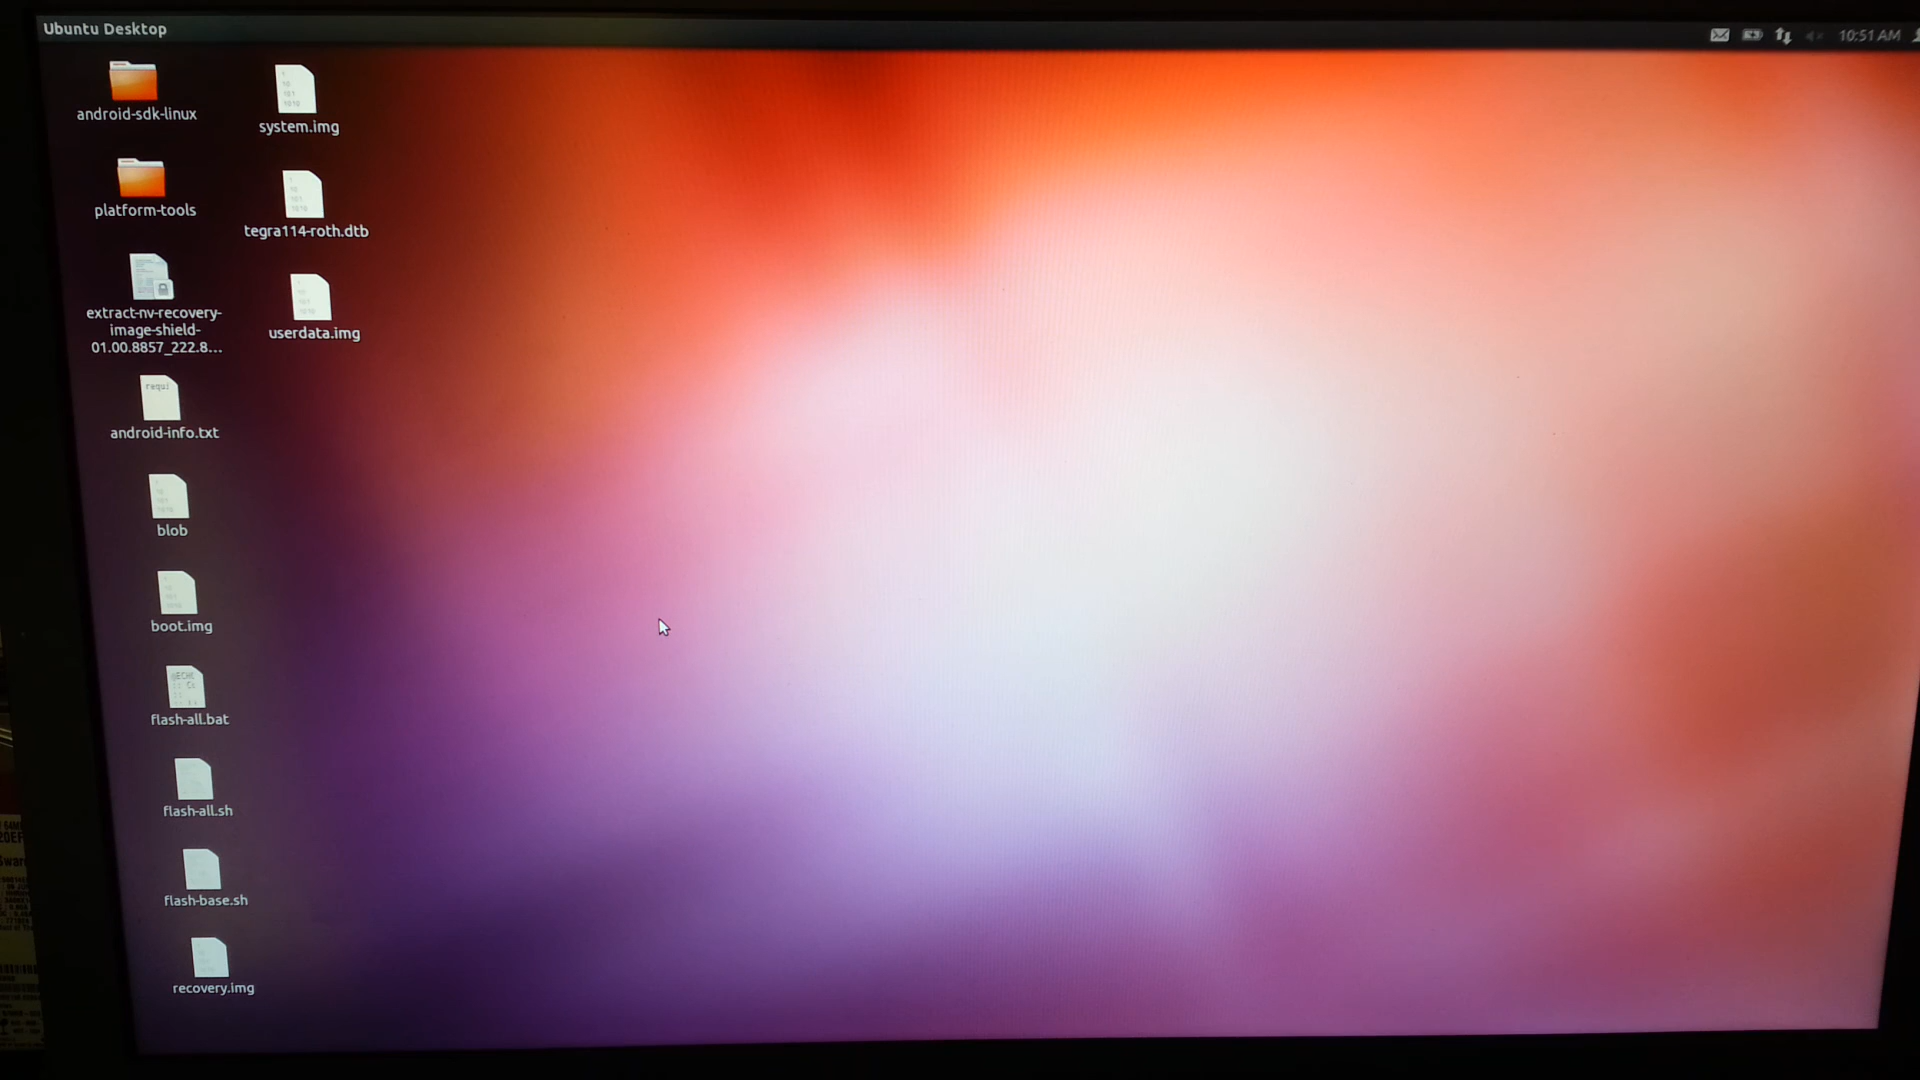 Ubuntu Desktop
10:51 AM
android-sdk-linux
system.img
platform-tools
tegra114-roth.dtb
extract-nv-recovery-
image-shield-
01.00.8857_222.8...
userdata.img
requi
android-info.txt
blob
boot.img
@ECHO
flash-all.bat
flash-all.sh
flash-base.sh
recovery.img